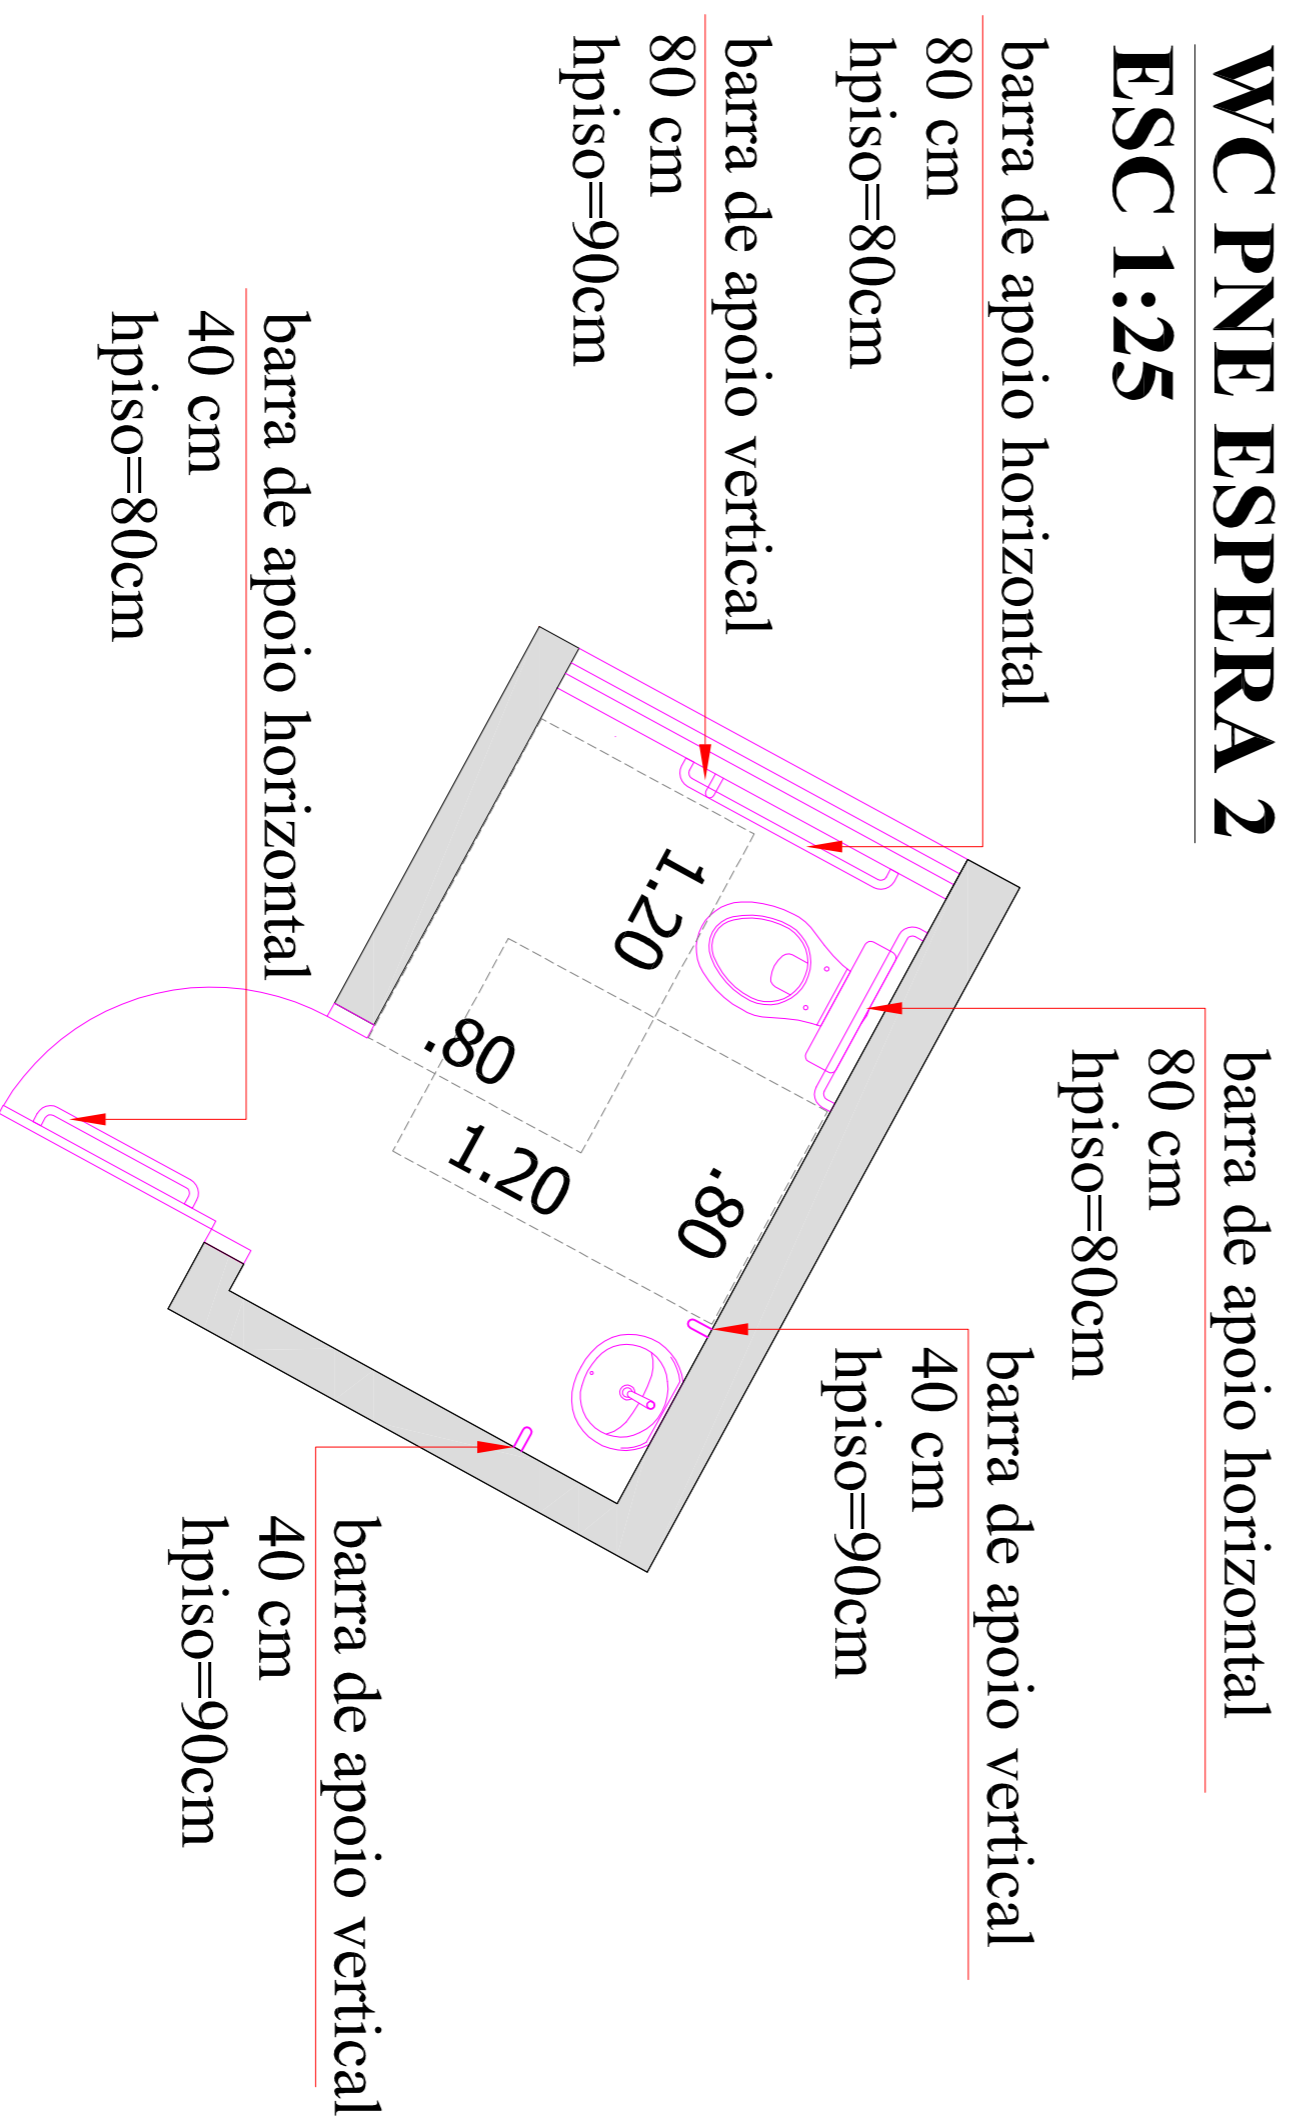 WC PNE ESPERA 2
ESC 1:25
barra de apoio horizontal
80 cm
hpiso=80cm
barra de apoio vertical
80 cm
hpiso=90cm
barra de apoio horizontal
40 cm
hpiso=80cm
barra de apoio horizontal
80 cm
hpiso=80cm
barra de apoio vertical
40 cm
hpiso=90cm
barra de apoio vertical
40 cm
hpiso=90cm
1.20
.80
1.20
.80